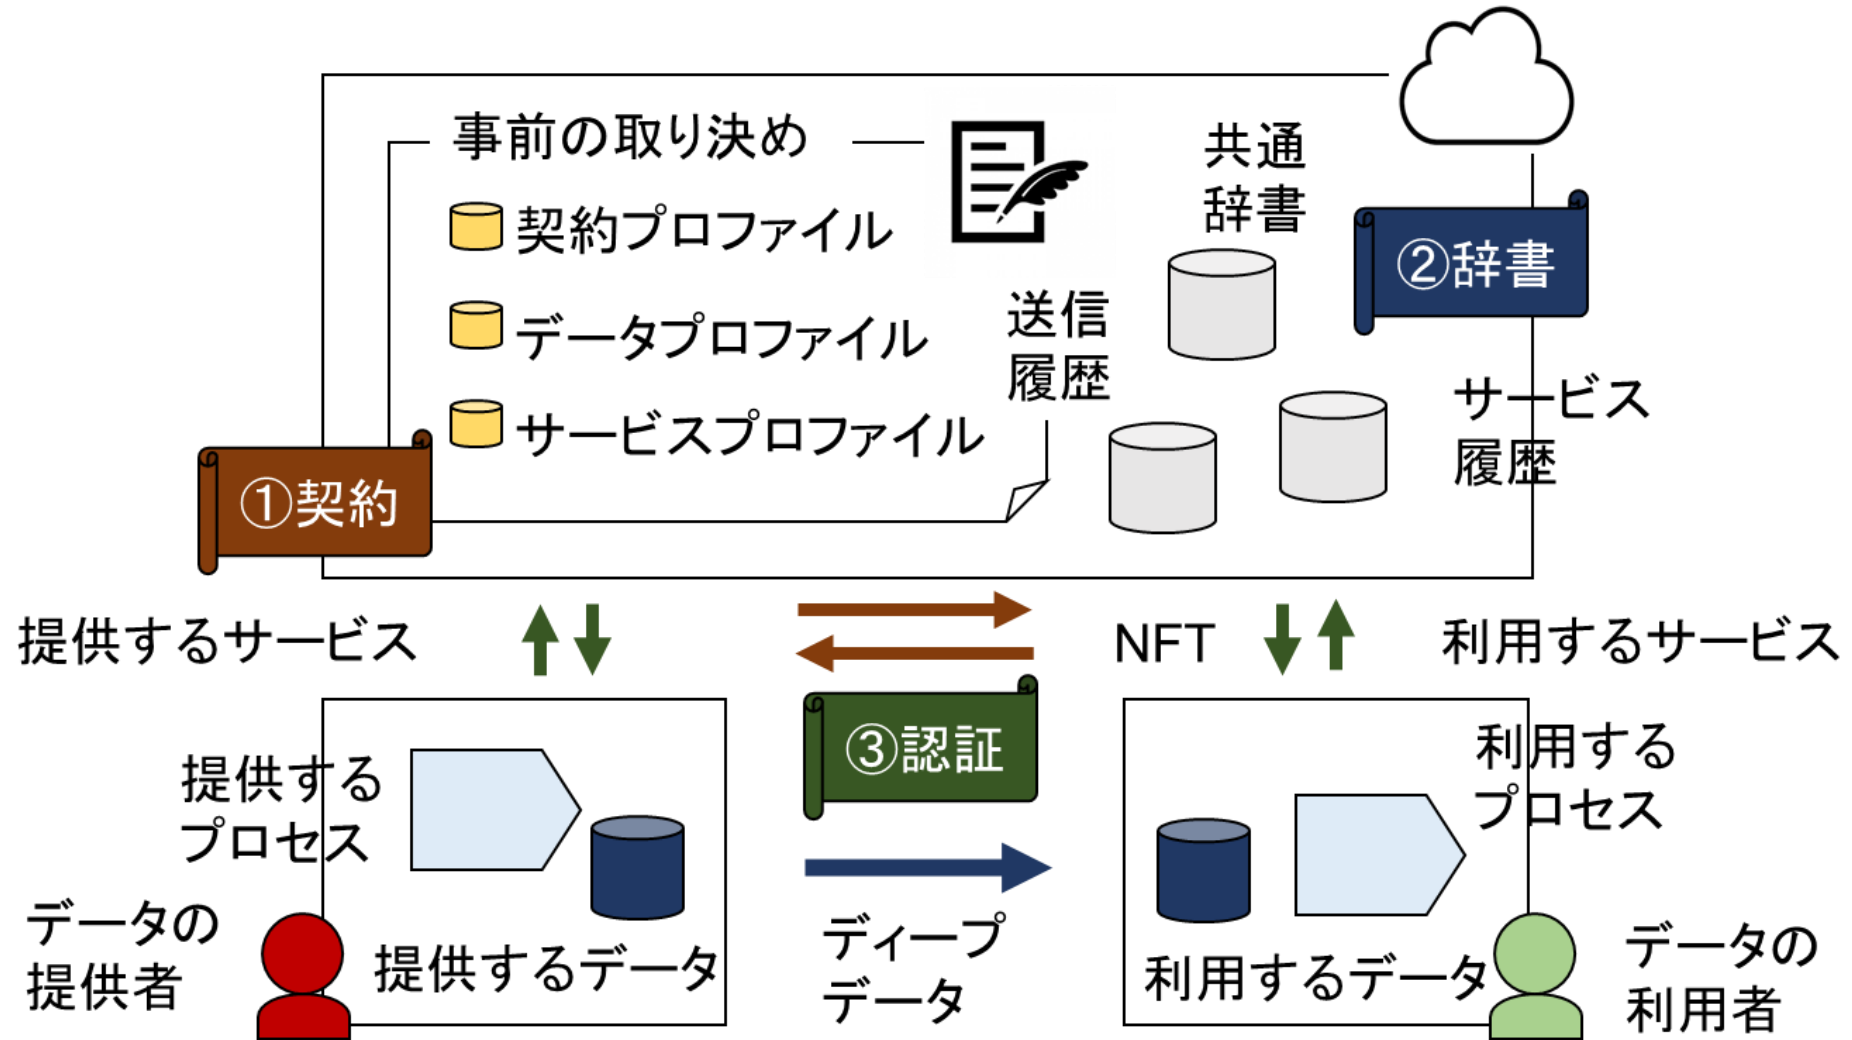 事前の取り決め
契約プロファイル
データプロファイル
サービスプロファイル
①契約
共通
辞書
②辞書
送信
履歴
サービス
履歴
提供するサービス
NFT
利用するサービス
提供する
プロセス
③認証
利用する
プロセス
データの
提供者
提供するデータ
ディープ
データ
利用するデータ
データの
利用者